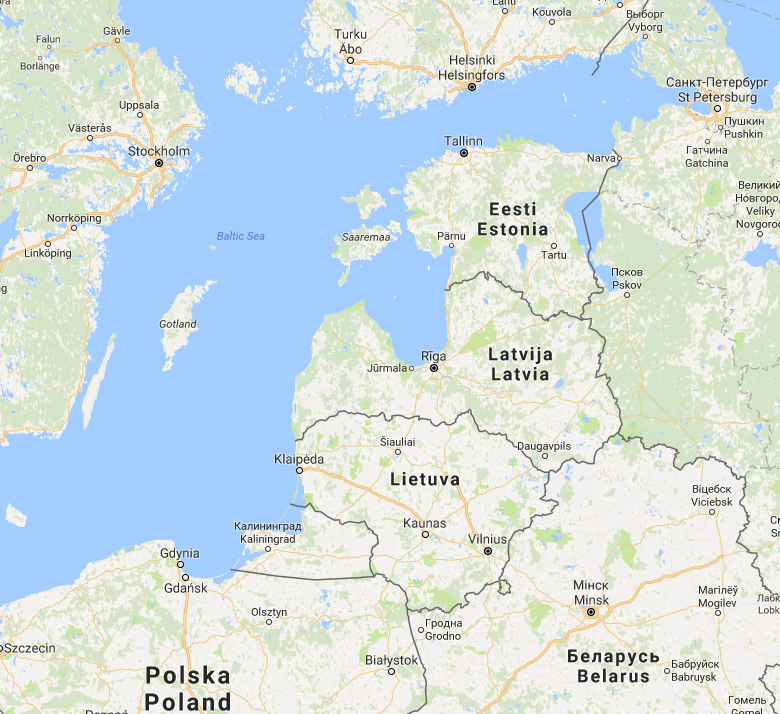 Falun
Gävle
Borlänge
Turku
Åbo
Lahti
Kouvola
Выборг
Vyborg
Helsinki
Helsingfors
Санкт-Петербург
St Petersburg
Uppsala
Västerås
Örebro
Stockholm
Tallinn
Narva
Пушкин
Pushkin
Гатчина
Gatchina
Norrköping
Linköping
Baltic Sea
Saaremaa
Eesti
Estonia
Pärnu
Tartu
Великий
Новгород
Veliky
Novgorod
Псков
Pskov
Gotland
Rīga
Jūrmala
Latvija
Latvia
Šiauliai
Daugavpils
Klaipėda
Lietuva
Віцебск
Viciebsk
Калининград
Kaliningrad
Kaunas
Vilnius
Gdynia
Gdańsk
Мінск
Minsk
Магілёў
Mogilev
Olsztyn
Гродна
Grodno
Szczecin
Białystok
Polska
Poland
Беларусь
Belarus
Бабруйск
Babruysk
Гомель